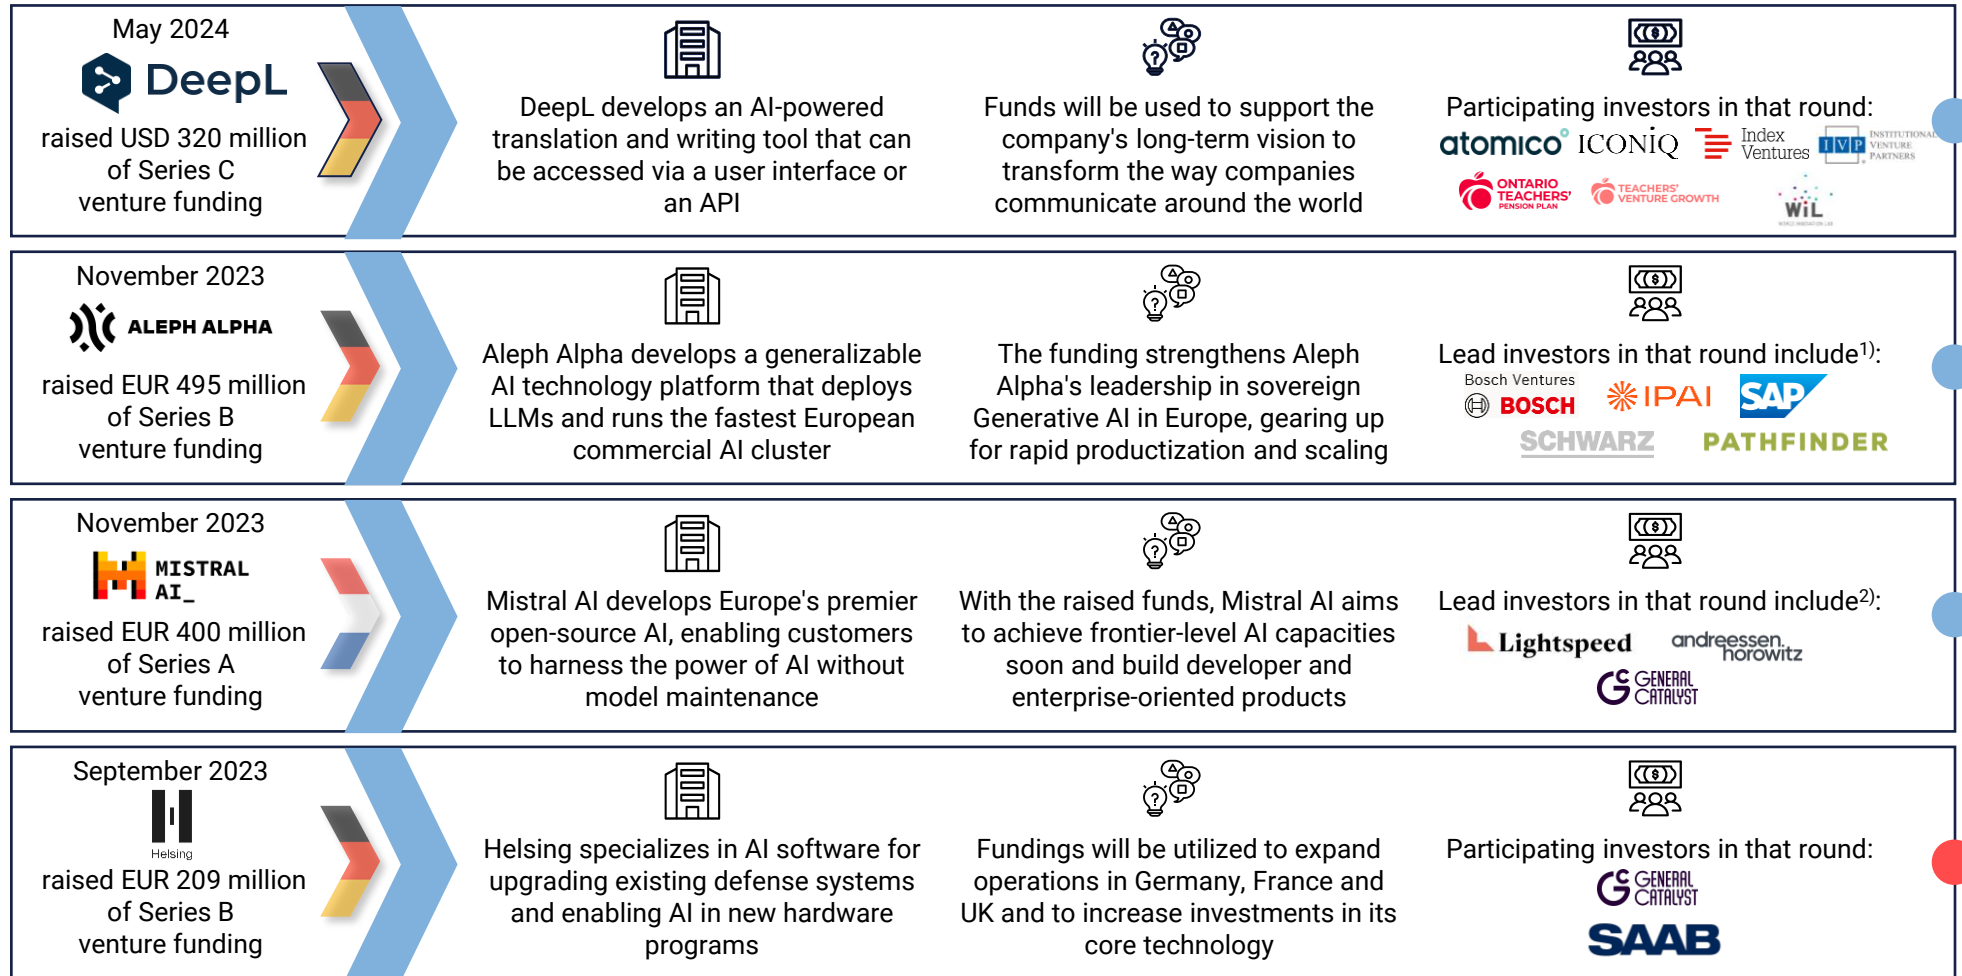 May 2024
DeepL
raised USD 320 million
of Series C
venture funding
DeepL develops an AI-powered
translation and writing tool that can
be accessed via a user interface or
an API
Funds will be used to support the
company's long-term vision to
transform the way companies
communicate around the world
Participating investors in that round:
atomico
ICONIQ
Index
Ventures
IVP
INSTITUTIONAL
VENTURE
PARTNERS
ONTARIO
TEACHERS'
PENSION PLAN
TEACHERS'
VENTURE GROWTH
WiL
WORLD INNOVATION LAB
November 2023
ALEPH ALPHA
raised EUR 495 million
of Series B
venture funding
Aleph Alpha develops a generalizable
AI technology platform that deploys
LLMs and runs the fastest European
commercial AI cluster
The funding strengthens Aleph
Alpha's leadership in sovereign
Generative AI in Europe, gearing up
for rapid productization and scaling
Lead investors in that round include1):
Bosch Ventures
BOSCH
IPAI
SAP
SCHWARZ
PATHFINDER
November 2023
MISTRAL
AI_
raised EUR 400 million
of Series A
venture funding
Mistral AI develops Europe's premier
open-source AI, enabling customers
to harness the power of AI without
model maintenance
With the raised funds, Mistral AI aims
to achieve frontier-level AI capacities
soon and build developer and
enterprise-oriented products
Lead investors in that round include2):
Lightspeed
andreessen.
horowitz
GC GENERAL
CATALYST
September 2023
Helsing
raised EUR 209 million
of Series B
venture funding
Helsing specializes in AI software for
upgrading existing defense systems
and enabling AI in new hardware
programs
Fundings will be utilized to expand
operations in Germany, France and
UK and to increase investments in its
core technology
Participating investors in that round:
GC GENERAL
CATALYST
SAAB